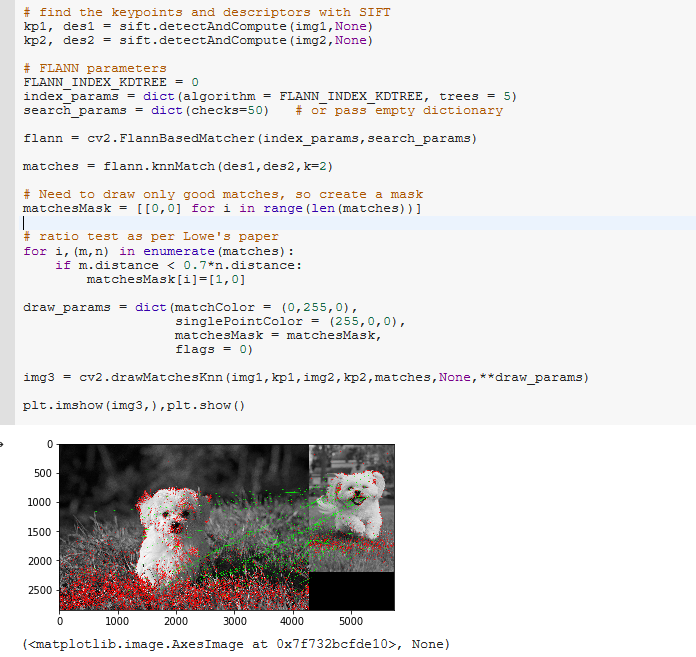 # find the keypoints and descriptors with SIFT
kp1, des1 = sift.detectAndCompute(img1,None)
kp2, des2 = sift.detectAndCompute(img2,None)

# FLANN parameters
FLANN_INDEX_KDTREE = 0
index_params = dict(algorithm = FLANN_INDEX_KDTREE, trees = 5)
search_params = dict(checks=50)   # or pass empty dictionary

flann = cv2.FlannBasedMatcher(index_params,search_params)

matches = flann.knnMatch(des1,des2,k=2)

# Need to draw only good matches, so create a mask
matchesMask = [[0,0] for i in range(len(matches))]

# ratio test as per Lowe's paper
for i,(m,n) in enumerate(matches):
    if m.distance < 0.7*n.distance:
        matchesMask[i]=[1,0]

draw_params = dict(matchColor = (0,255,0),
                   singlePointColor = (255,0,0),
                   matchesMask = matchesMask,
                   flags = 0)

img3 = cv2.drawMatchesKnn(img1,kp1,img2,kp2,matches,None,**draw_params)

plt.imshow(img3,),plt.show()

0
500
1000
1500
2000
2500
0 1000 2000 3000 4000 5000
(<matplotlib.image.AxesImage at 0x7f732bcfde10>, None)